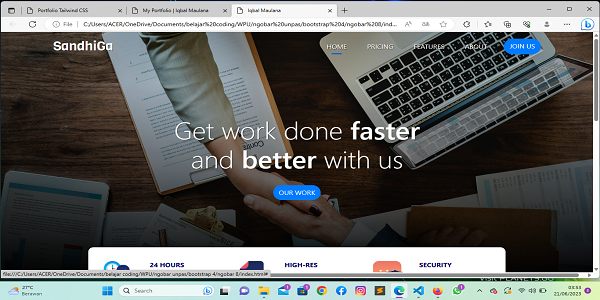 Portfolio Tailwind CSS
My Portfolio | Iqbal Maulana
Iqbal Maulana
C:/Users/ACER/OneDrive/Documents/belajar%20coding/WPU/ngobar%20unpas/bootstrap%204/ngobar%208/inde...
SandhiGa
HOME
PRICING
FEATURES
ABOUT
JOIN US
Get work done faster
and better with us
OUR WORK
24 HOURS
HIGH-RES
SECURITY
file:///C:/Users/ACER/OneDrive/Documents/belajar coding/WPU/ngobar unpas/bootstrap 4/ngobar 8/index.html#
27°C
Berawan
Search
03:53
21/06/2023